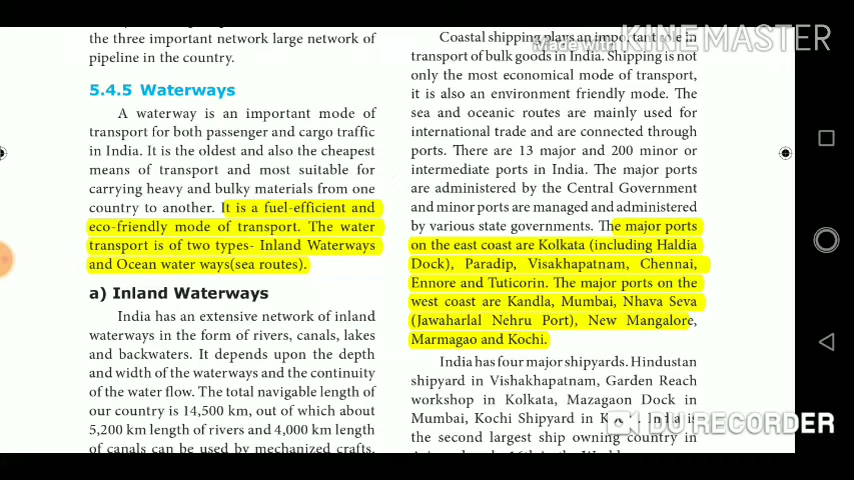 the three important network large network of
pipeline in the country.
5.4.5 Waterways
A waterway is an important mode of
transport for both passenger and cargo traffic
in India. It is the oldest and also the cheapest
means of transport and most suitable for
carrying heavy and bulky materials from one
country to another. It is a fuel-efficient and
eco-friendly mode of transport. The water
transport is of two types- Inland Waterways
and Ocean water ways(sea routes).
a) Inland Waterways
India has an extensive network of inland
waterways in the form of rivers, canals, lakes
and backwaters. It depends upon the depth
and width of the waterways and the continuity
of the water flow. The total navigable length of
our country is 14,500 km, out of which about
5,200 km length of rivers and 4,000 km length
of canals can be used by mechanized crafts.
Coastal shipping plays an important role in
transport of bulk goods in India. Shipping is not
only the most economical mode of transport,
it is also an environment friendly mode. The
sea and oceanic routes are mainly used for
international trade and are connected through
ports. There are 13 major and 200 minor or
intermediate ports in India. The major ports
are administered by the Central Government
and minor ports are managed and administered
by various state governments. The major ports
on the east coast are Kolkata (including Haldia
Dock), Paradip, Visakhapatnam, Chennai,
Ennore and Tuticorin. The major ports on the
west coast are Kandla, Mumbai, Nhava Seva
(Jawaharlal Nehru Port), New Mangalore,
Marmagao and Kochi.
India has four major shipyards. Hindustan
shipyard in Vishakhapatnam, Garden Reach
workshop in Kolkata, Mazagaon Dock in
Mumbai, Kochi Shipyard in India is
the second largest ship owning country in
Made with KINEMASTER
DU RECORDER